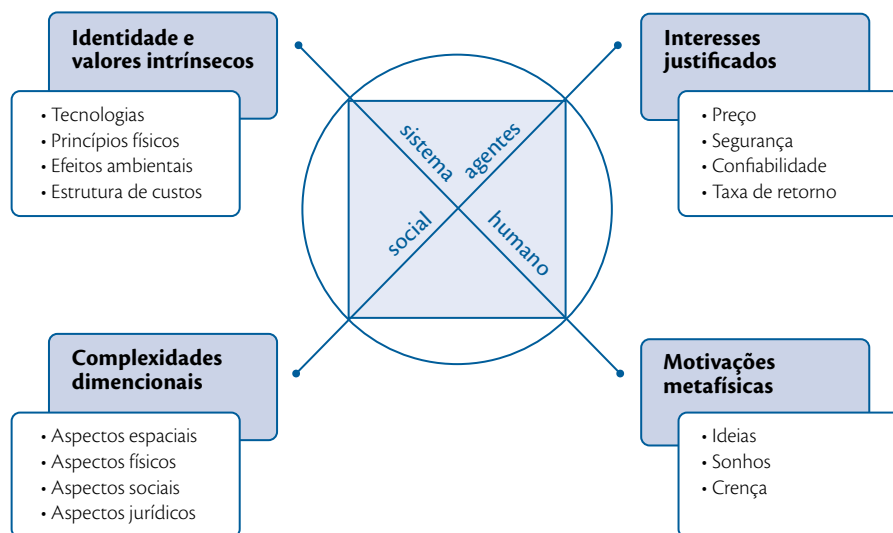 Identidade e
valores intrínsecos
• Tecnologias
• Princípios físicos
• Efeitos ambientais
• Estrutura de custos
Interesses
justificados
• Preço
• Segurança
• Confiabilidade
• Taxa de retorno
sistema
agentes
social
humano
Complexidades
dimencionais
• Aspectos espaciais
• Aspectos físicos
• Aspectos sociais
• Aspectos jurídicos
Motivações
metafísicas
• Ideias
• Sonhos
• Crença